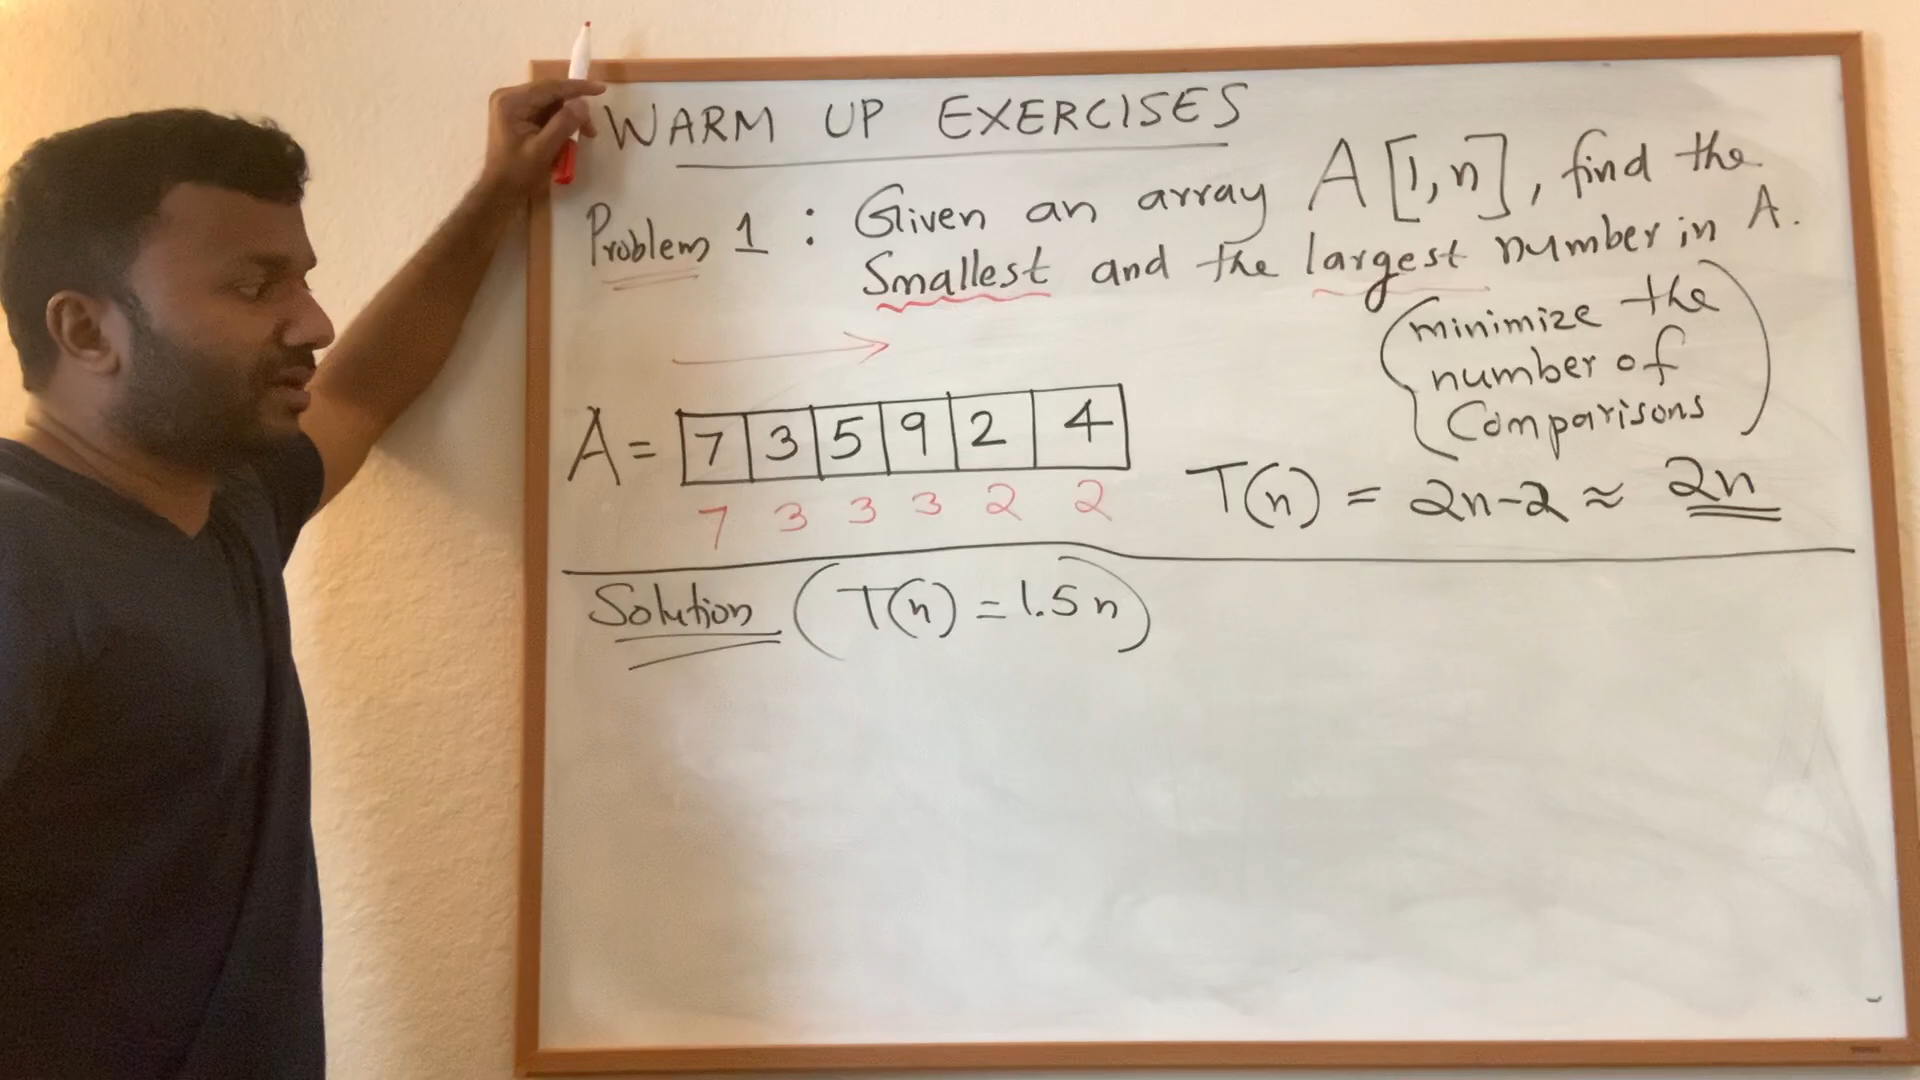 WARM UP EXERCISES
Problem 1 : Given an array A[1,n], find the
Smallest and the largest number in A.
(minimize the
number of
Comparisons)
A = 7 3 5 9 2 4
7 3 3 3 2 2
T(n) = 2n-2 ≈ 2n
Solution (T(n) = 1.5n)